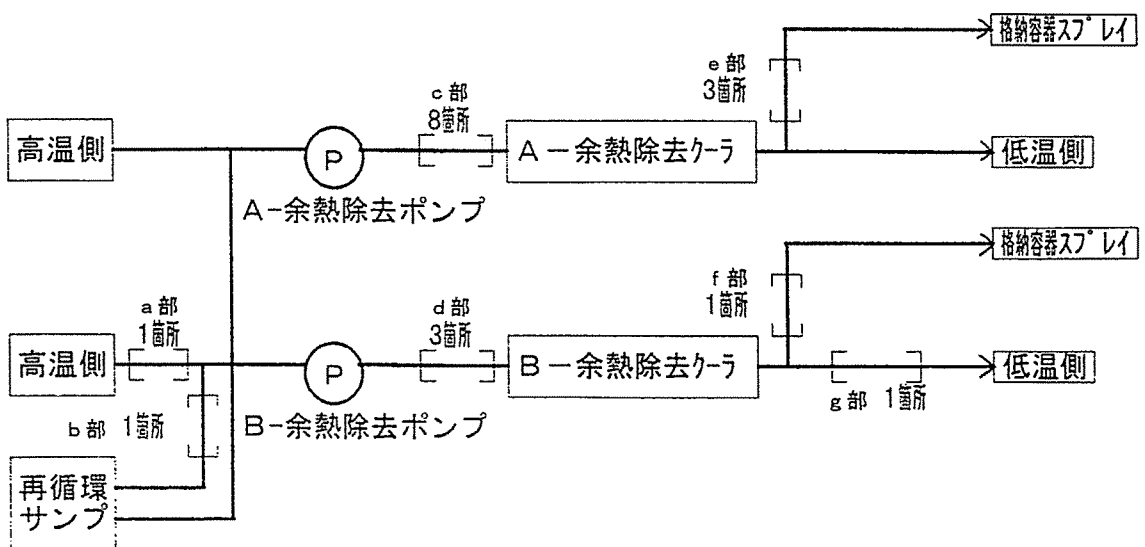 格納容器スプレイ
e部
3箇所
c部
8箇所
高温側
P
A-余熱除去クーラ
低温側
A-余熱除去ポンプ
格納容器スプレイ
f部
1箇所
a部
1箇所
d部
3箇所
高温側
P
B-余熱除去クーラ
低温側
g部 1箇所
b部 1箇所
B-余熱除去ポンプ
再循環
サンプ